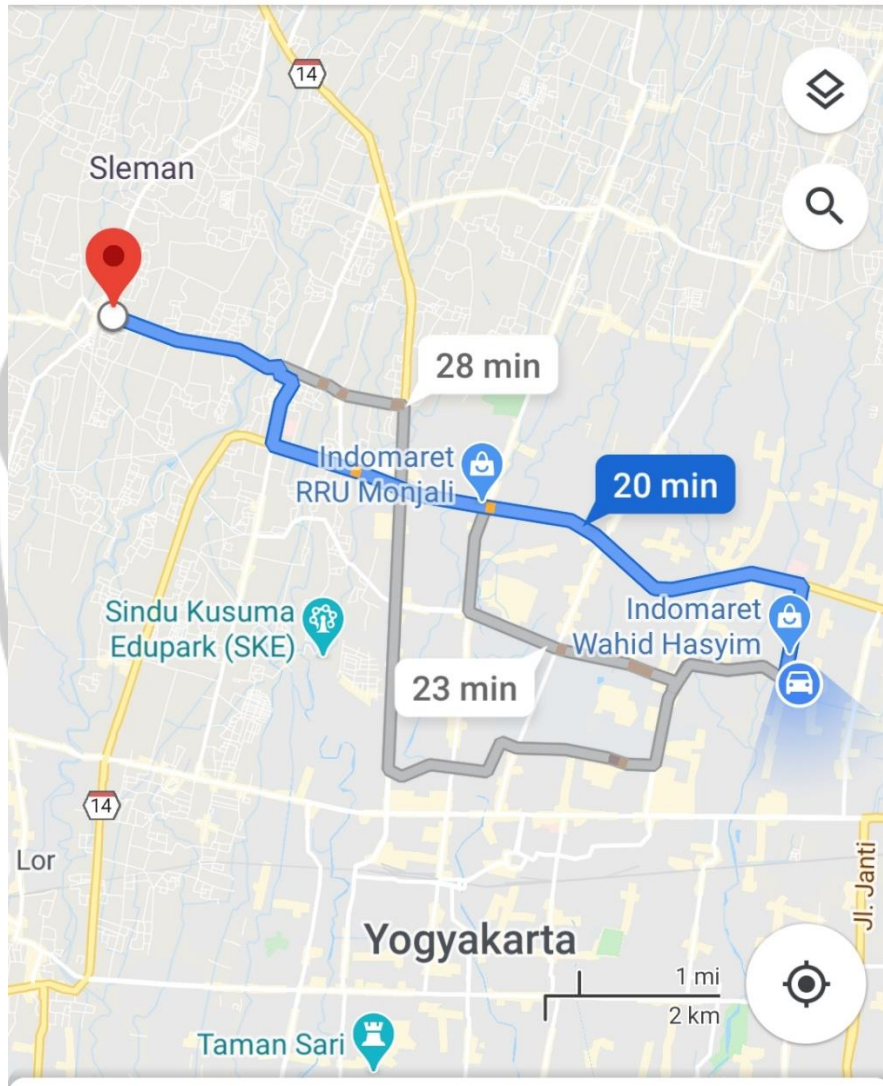 14
Sleman
28 min
Indomaret
RRU Monjali
20 min
Sindu Kusuma
Edupark (SKE)
Indomaret
Wahid Hasyim
23 min
14
Lor
Jl. Janti
Yogyakarta
1 mi
2 km
Taman Sari